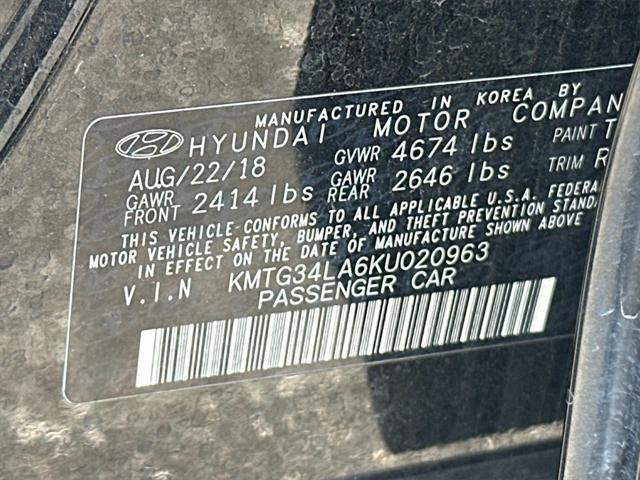 MANUFACTURED IN KOREA BY
HYUNDAI MOTOR COMPAN
AUG/22/18 GVWR 4674 lbs PAINT T
GAWR FRONT 2414 lbs GAWR REAR 2646 lbs TRIM R
THIS VEHICLE-CONFORMS TO ALL APPLICABLE U.S.A. FEDERA
MOTOR VEHICLE SAFETY, BUMPER, AND THEFT PREVENTION STAND
IN EFFECT ON THE DATE OF MANUFACTURE SHOWN ABOVE
V.I.N KMTG34LA6KU020963
PASSENGER CAR